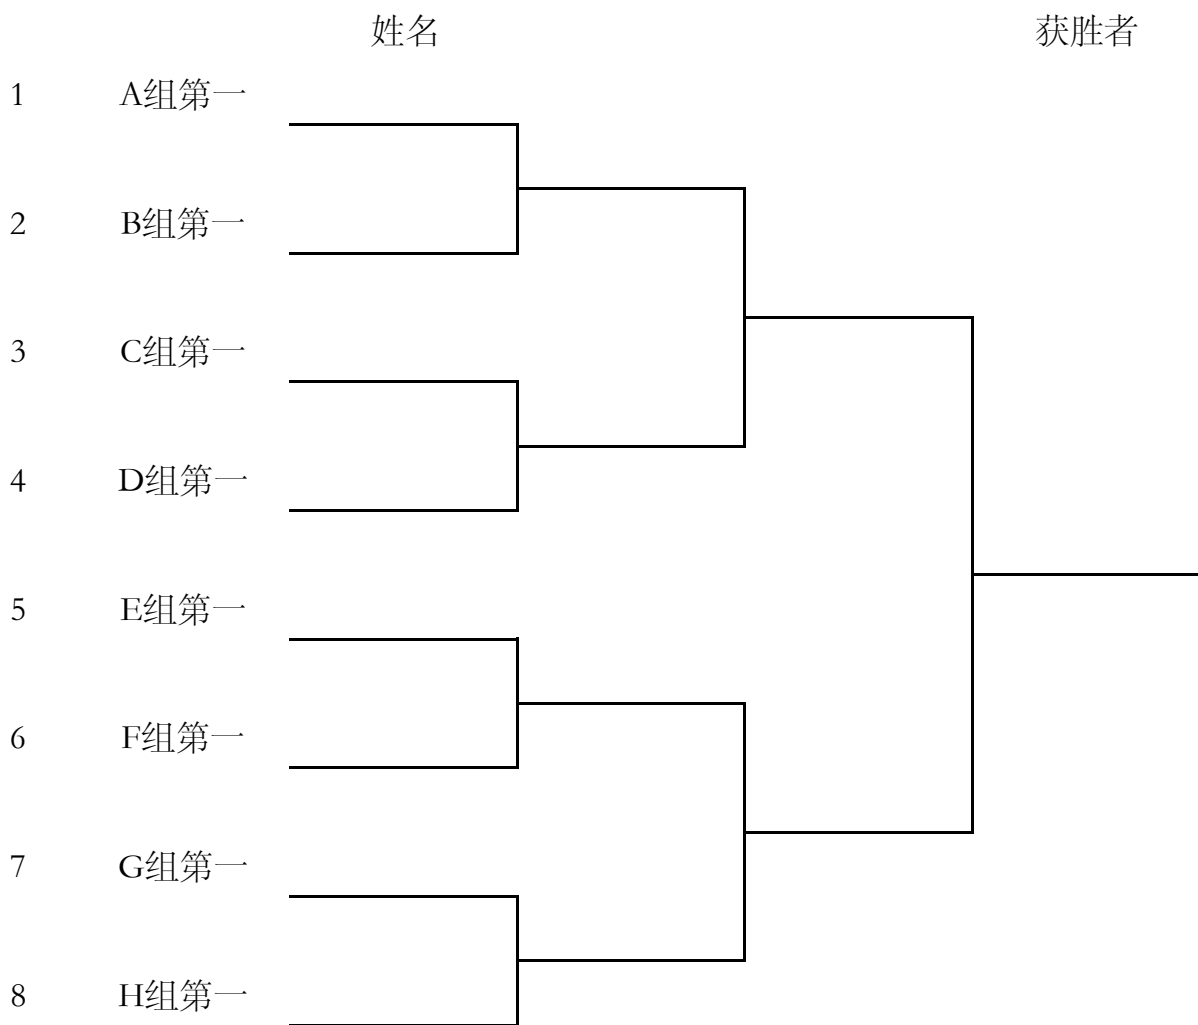 姓名 获胜者
1 A组第一
2 B组第一
3 C组第一
4 D组第一
5 E组第一
6 F组第一
7 G组第一
8 H组第一